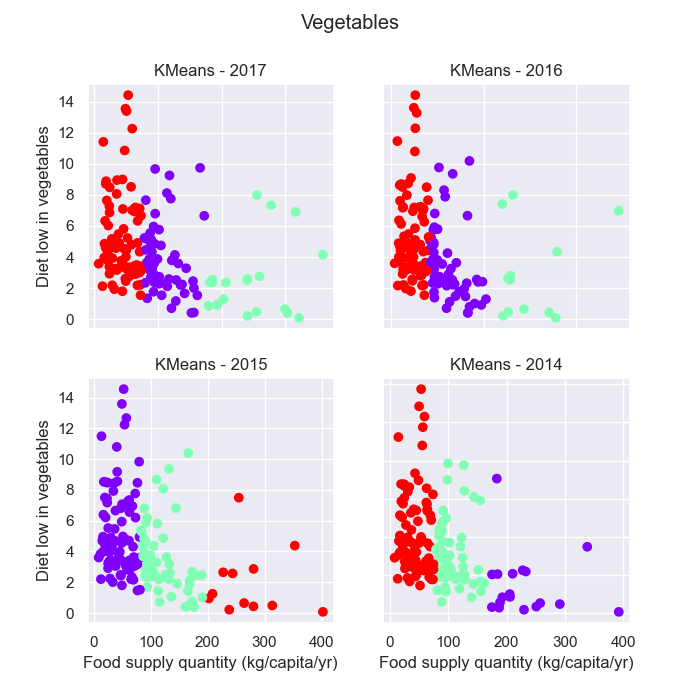 Vegetables
KMeans - 2017
KMeans - 2016
Diet low in vegetables
14
12
10
8
6
4
2
0
KMeans - 2015
KMeans - 2014
Diet low in vegetables
14
12
10
8
6
4
2
0
0 100 200 300 400
0 100 200 300 400
Food supply quantity (kg/capita/yr)
Food supply quantity (kg/capita/yr)